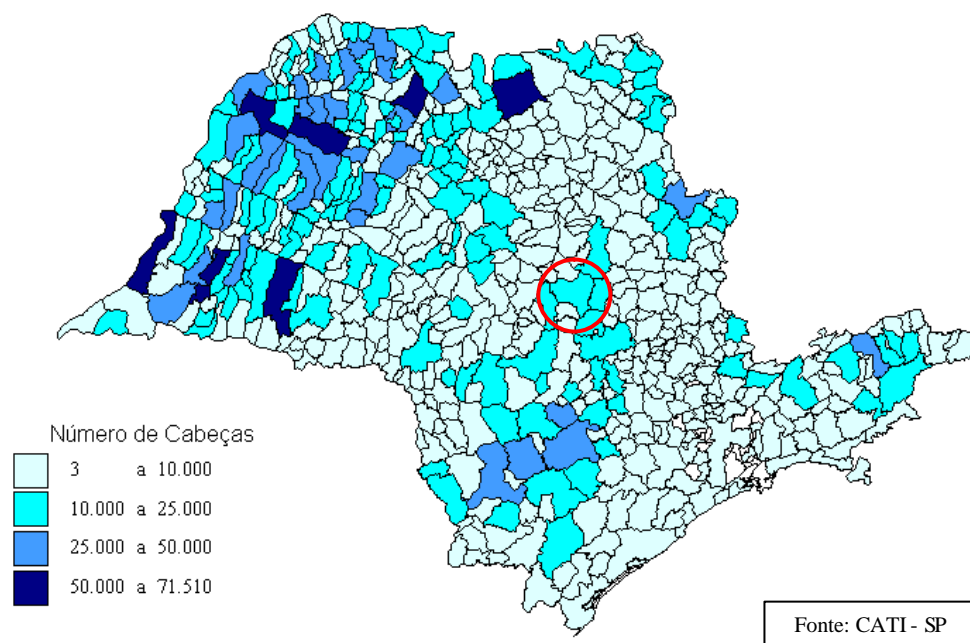 Número de Cabeças
3 a 10.000
10.000 a 25.000
25.000 a 50.000
50.000 a 71.510
Fonte: CATI - SP